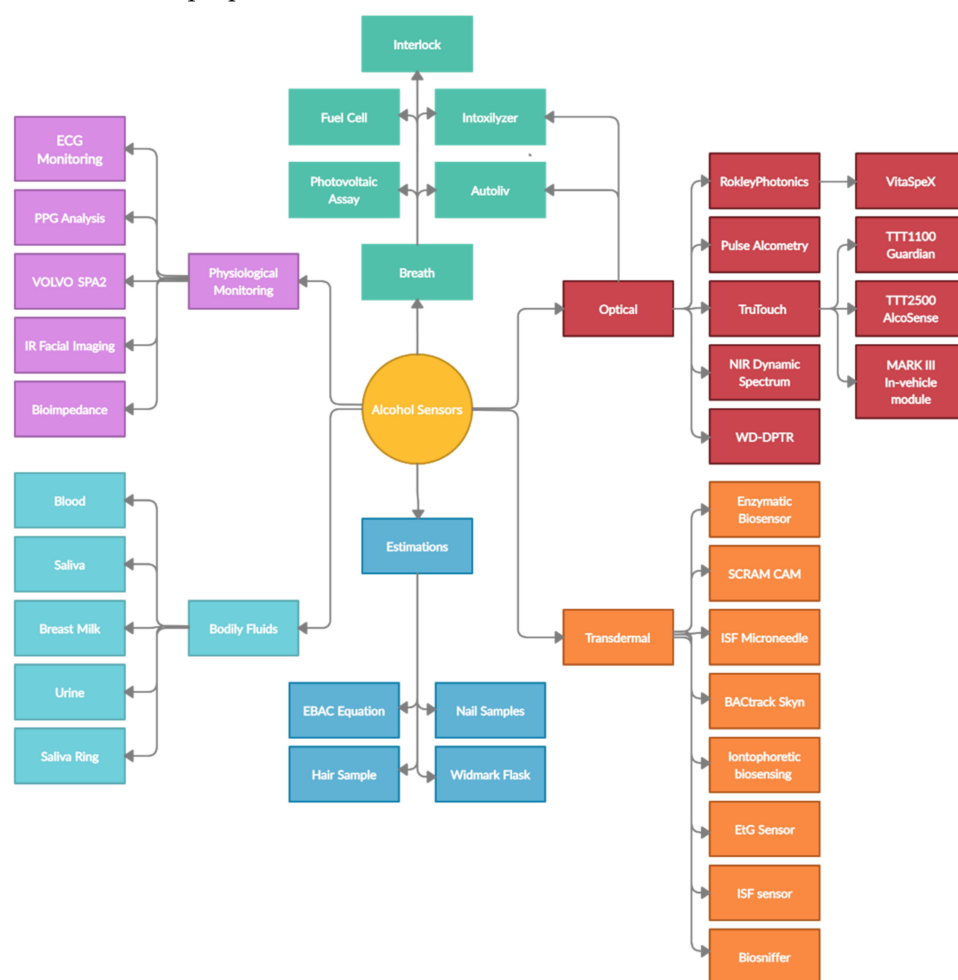 Interlock
Fuel Cell
Intoxilyzer
Photovoltaic
Assay
Autoliv
Breath
ECG
Monitoring
PPG Analysis
VOLVO SPA2
IR Facial Imaging
Bioimpedance
Physiological
Monitoring
Alcohol Sensors
Optical
RokleyPhotonics
VitaSpeX
Pulse Alcometry
TruTouch
TTT1100
Guardian
TTT2500
AlcoSense
MARK III
In-vehicle
module
NIR Dynamic
Spectrum
WD-DPTR
Blood
Saliva
Breast Milk
Urine
Saliva Ring
Bodily Fluids
Estimations
EBAC Equation
Nail Samples
Hair Sample
Widmark Flask
Transdermal
Enzymatic
Biosensor
SCRAM CAM
ISF Microneedle
BACtrack Skyn
Iontophoretic
biosensing
EtG Sensor
ISF sensor
Biosniffer